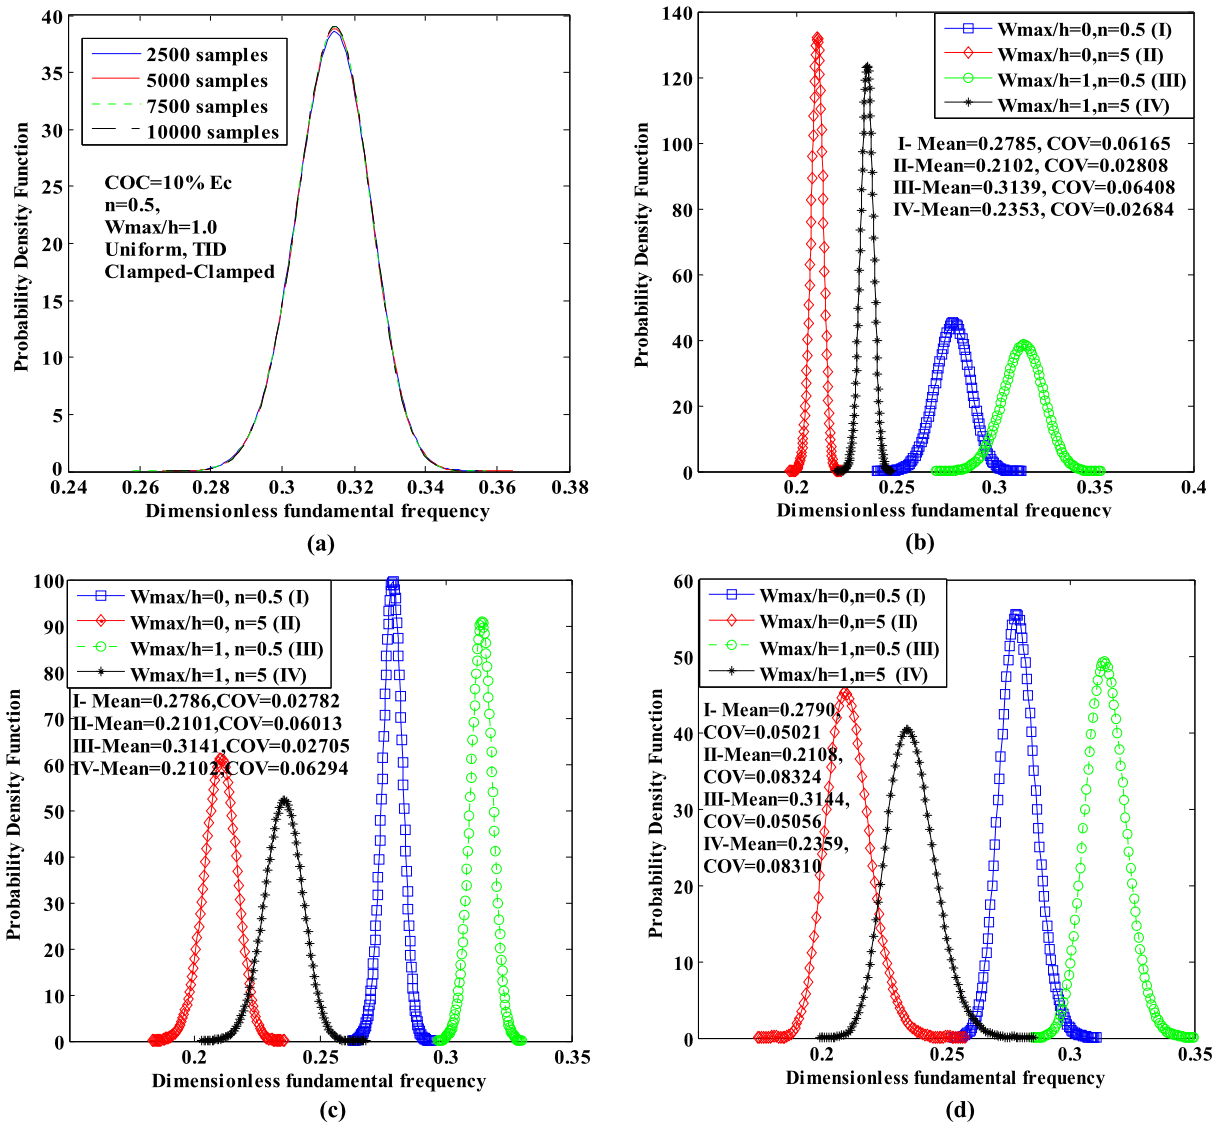 40
35
30
25
20
15
10
5
0
Probability Density Function
2500 samples
5000 samples
7500 samples
10000 samples
COC=10% Ec
n=0.5,
Wmax/h=1.0
Uniform, TID
Clamped-Clamped
0.24 0.26 0.28 0.3 0.32 0.34 0.36 0.38
Dimensionless fundamental frequency
(a)
140
120
100
80
60
40
20
0
Probability Density Function
Wmax/h=0,n=0.5 (I)
Wmax/h=0,n=5 (II)
Wmax/h=1,n=0.5 (III)
Wmax/h=1,n=5 (IV)
I- Mean=0.2785, COV=0.06165
II-Mean=0.2102, COV=0.02808
III-Mean=0.3139, COV=0.06408
IV-Mean=0.2353, COV=0.02684
0.2 0.25 0.3 0.35 0.4
Dimensionless fundamental frequency
(b)
100
90
80
70
60
50
40
30
20
10
0
Probability Density Function
Wmax/h=0, n=0.5 (I)
Wmax/h=0, n=5 (II)
Wmax/h=1, n=0.5 (III)
Wmax/h=1, n=5 (IV)
I- Mean=0.2786,COV=0.02782
II-Mean=0.2101,COV=0.06013
III-Mean=0.3141,COV=0.02705
IV-Mean=0.2102,COV=0.06294
0.2 0.25 0.3 0.35
Dimensionless fundamental frequency
(c)
60
50
40
30
20
10
0
Probability Density Function
Wmax/h=0,n=0.5 (I)
Wmax/h=0,n=5 (II)
Wmax/h=1,n=0.5 (III)
Wmax/h=1,n=5 (IV)
I- Mean=0.2790,
COV=0.05021
II-Mean=0.2108,
COV=0.08324
III-Mean=0.3144,
COV=0.05056
IV-Mean=0.2359,
COV=0.08310
0.2 0.25 0.3 0.35
Dimensionless fundamental frequency
(d)